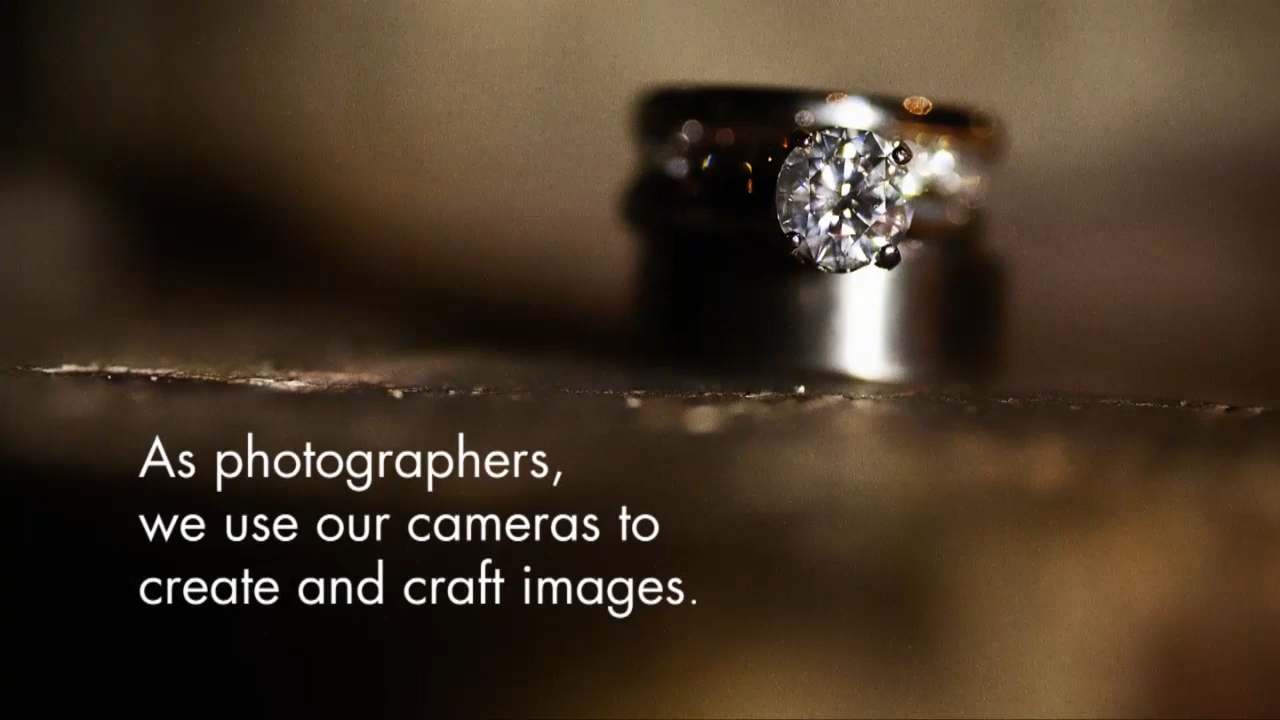 As photographers,
we use our cameras to
create and craft images.